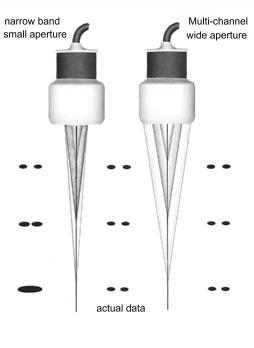 narrow band
small aperture
Multi-channel
wide aperture
actual data